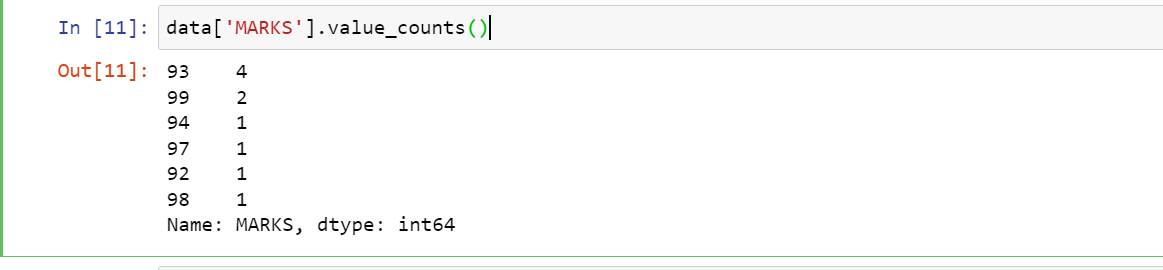 In [11]: data['MARKS'].value_counts()
Out[11]: 93    4
99    2
94    1
97    1
92    1
98    1
Name: MARKS, dtype: int64